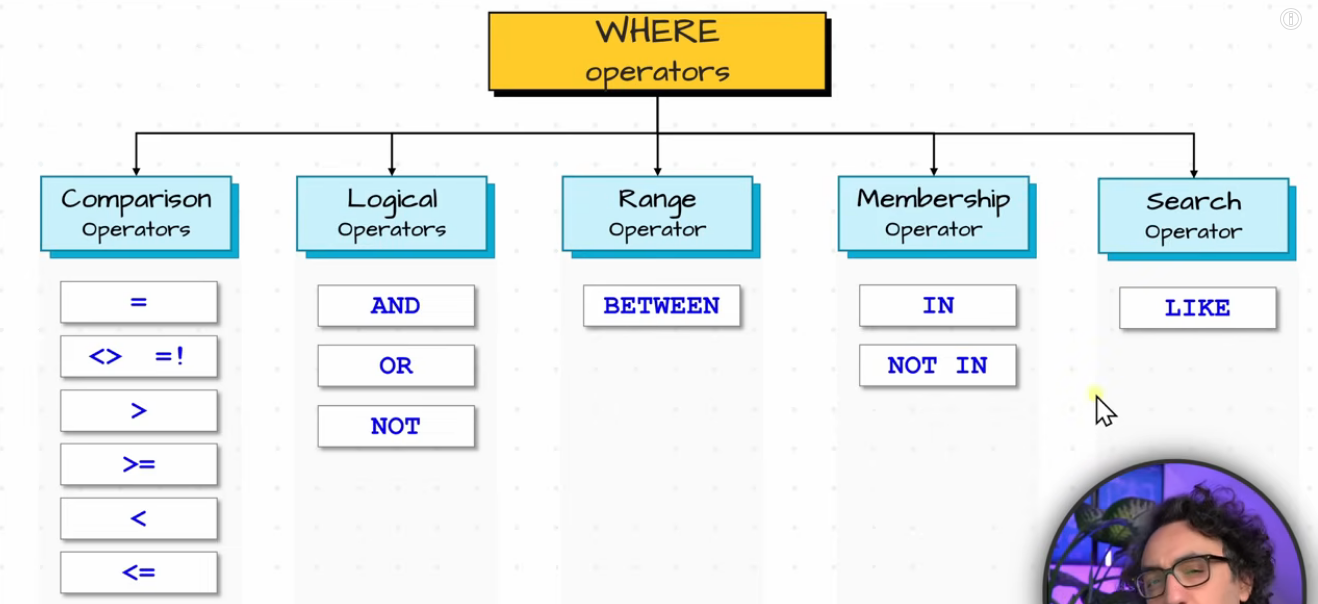 WHERE
operators
Comparison
Operators
Logical
Operators
Range
Operator
Membership
Operator
Search
Operator
=
<> =!
>
>=
<
<=
AND
OR
NOT
BETWEEN
IN
NOT IN
LIKE